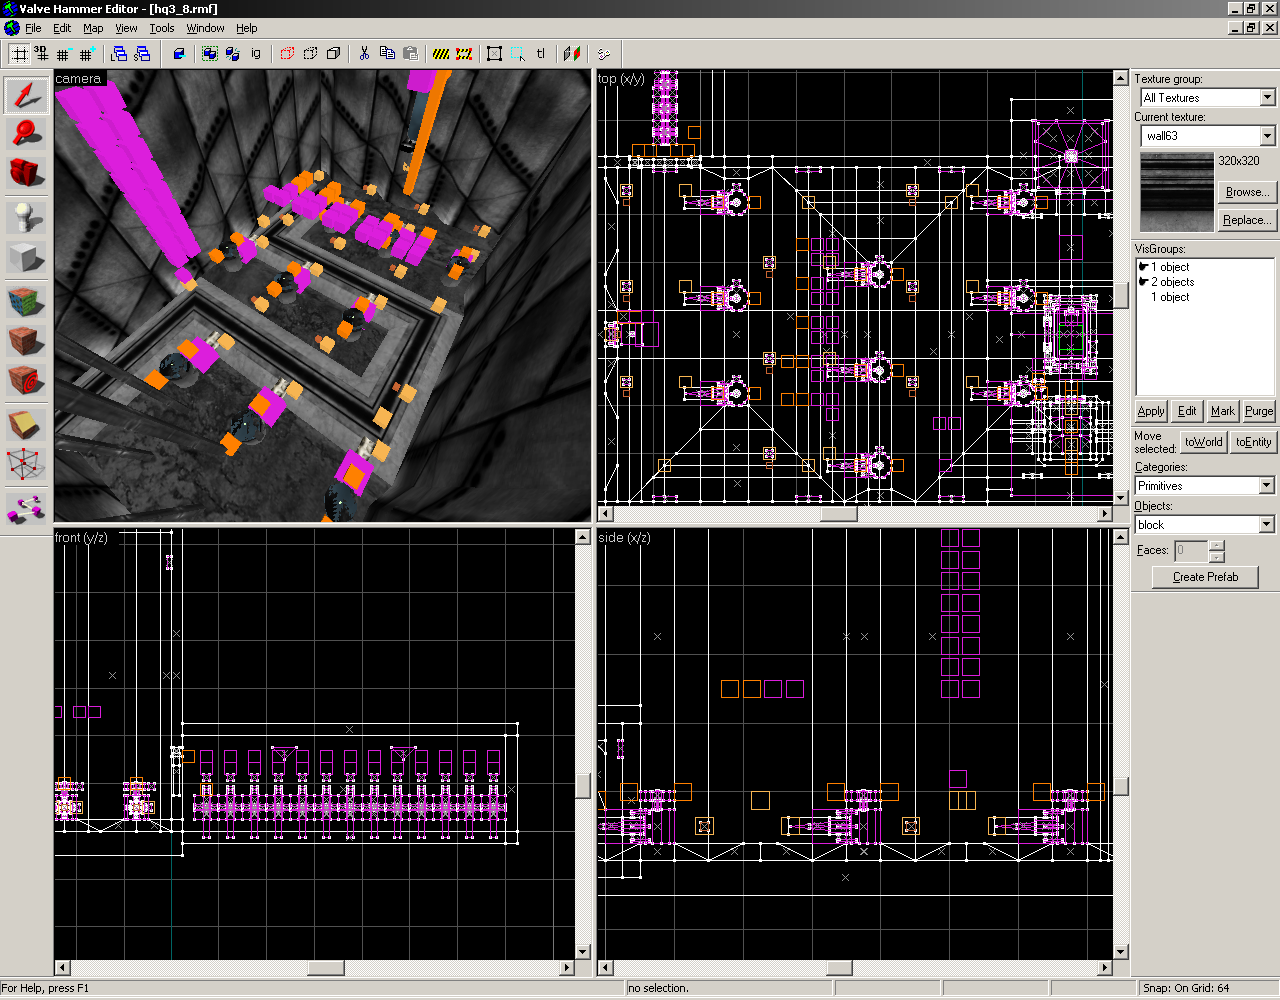 Valve Hammer Editor - [hq3_8.rmf]
File Edit Map View Tools Window Help
3D ig tl
camera
top (x/y)
front (y/z)
side (x/z)
Texture group:
All Textures
Current texture:
wall63
320x320
Browse...
Replace...
VisGroups:
1 object
2 objects
1 object
Apply Edit Mark Purge
Move selected: toWorld toEntity
Categories:
Primitives
Objects:
block
Faces: 0
Create Prefab
For Help, press F1
no selection.
Snap: On Grid: 64